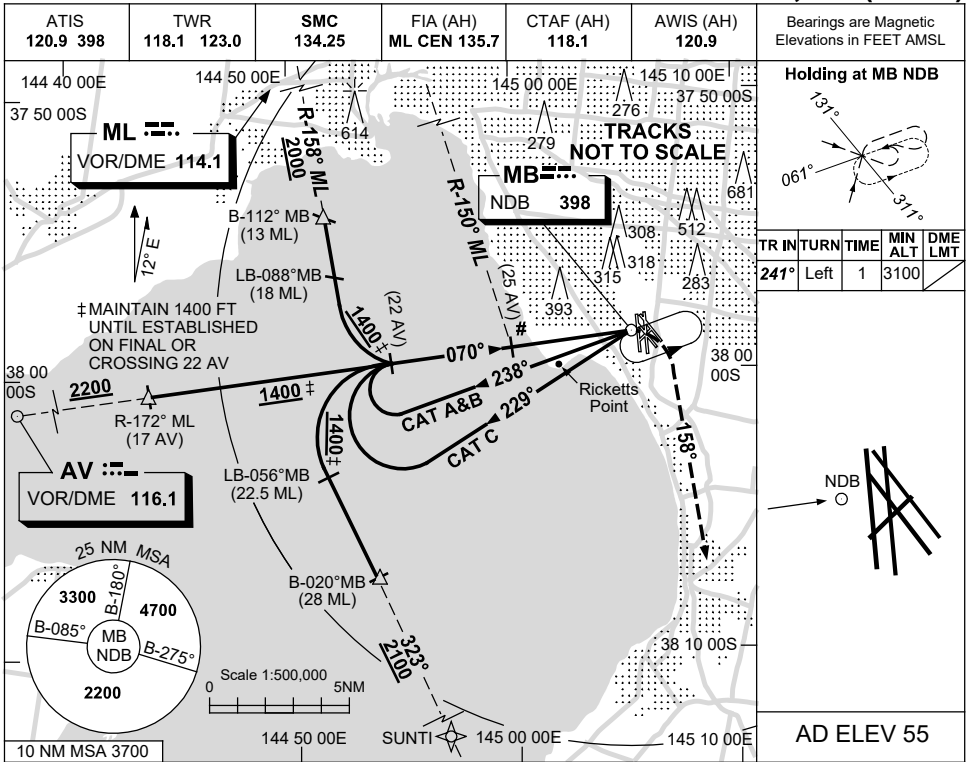 ATIS
120.9 398
TWR
118.1 123.0
SMC
134.25
FIA (AH)
ML CEN 135.7
CTAF (AH)
118.1
AWIS (AH)
120.9
Bearings are Magnetic
Elevations in FEET AMSL
144 40 00E
144 50 00E
145 00 00E
145 10 00E
37 50 00S
37 50 00S
614
276
279
TRACKS
NOT TO SCALE
681
ML
VOR/DME 114.1
R-158° ML
2000
R-150° ML
MB
NDB 398
B-112° MB
(13 ML)
LB-088°MB
(18 ML)
12° E
308
512
318
315
283
393
‡MAINTAIN 1400 FT
UNTIL ESTABLISHED
ON FINAL OR
CROSSING 22 AV
1400 ‡
(22 AV)
(25 AV)
#
070°
38 00
00S
38 00
00S
2200
1400 ‡
R-172° ML
(17 AV)
238°
CAT A&B
229°
CAT C
Ricketts
Point
158°
AV
VOR/DME 116.1
1400‡
LB-056°MB
(22.5 ML)
B-020°MB
(28 ML)
25 NM MSA
3300
B-180°
4700
B-085°
MB
NDB
B-275°
2200
10 NM MSA 3700
Scale 1:500,000
0
5NM
323°
2100
38 10 00S
144 50 00E
SUNTI
145 00 00E
145 10 00E
Holding at MB NDB
131°
061°
311°
TR IN TURN TIME MIN ALT DME LMT
241° Left 1 3100
NDB
AD ELEV 55